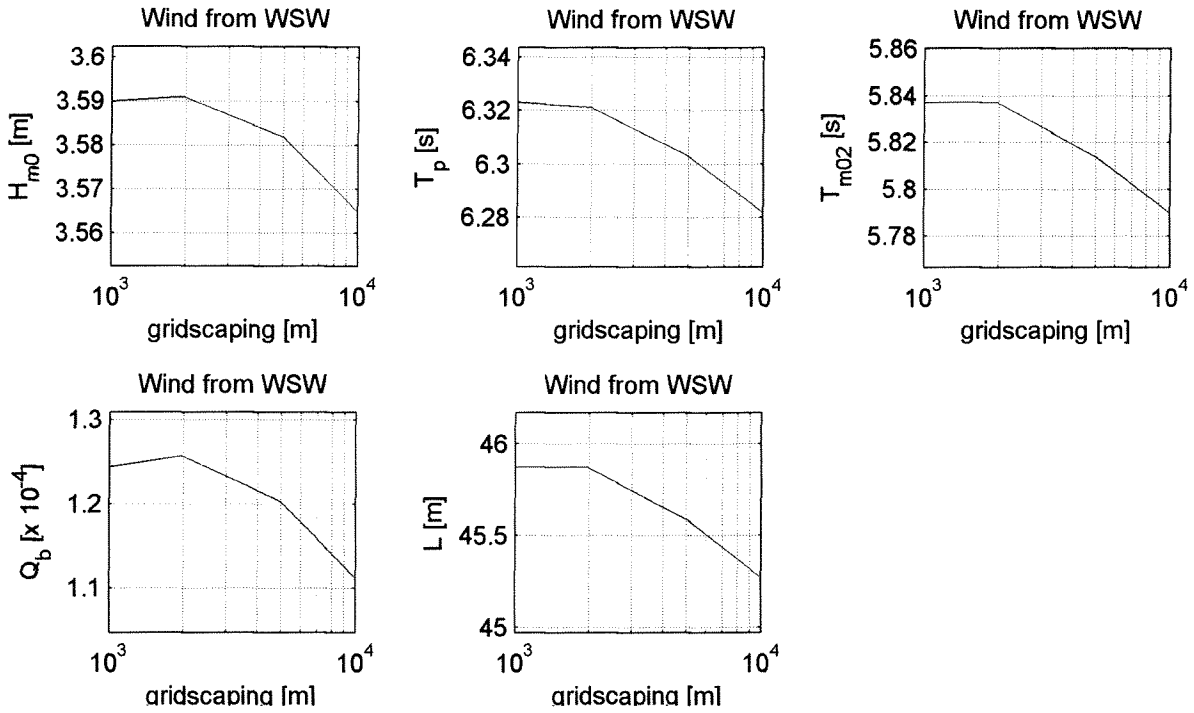 Wind from WSW
H_m0 [m]
3.6
3.59
3.58
3.57
3.56
10^3
10^4
gridscaping [m]
Wind from WSW
T_p [s]
6.34
6.32
6.3
6.28
10^3
10^4
gridscaping [m]
Wind from WSW
T_m02 [s]
5.86
5.84
5.82
5.8
5.78
10^3
10^4
gridscaping [m]
Wind from WSW
Q_b [x 10^-4]
1.3
1.2
1.1
10^3
10^4
gridscaping [m]
Wind from WSW
L [m]
46
45.5
45
10^3
10^4
gridscaping [m]